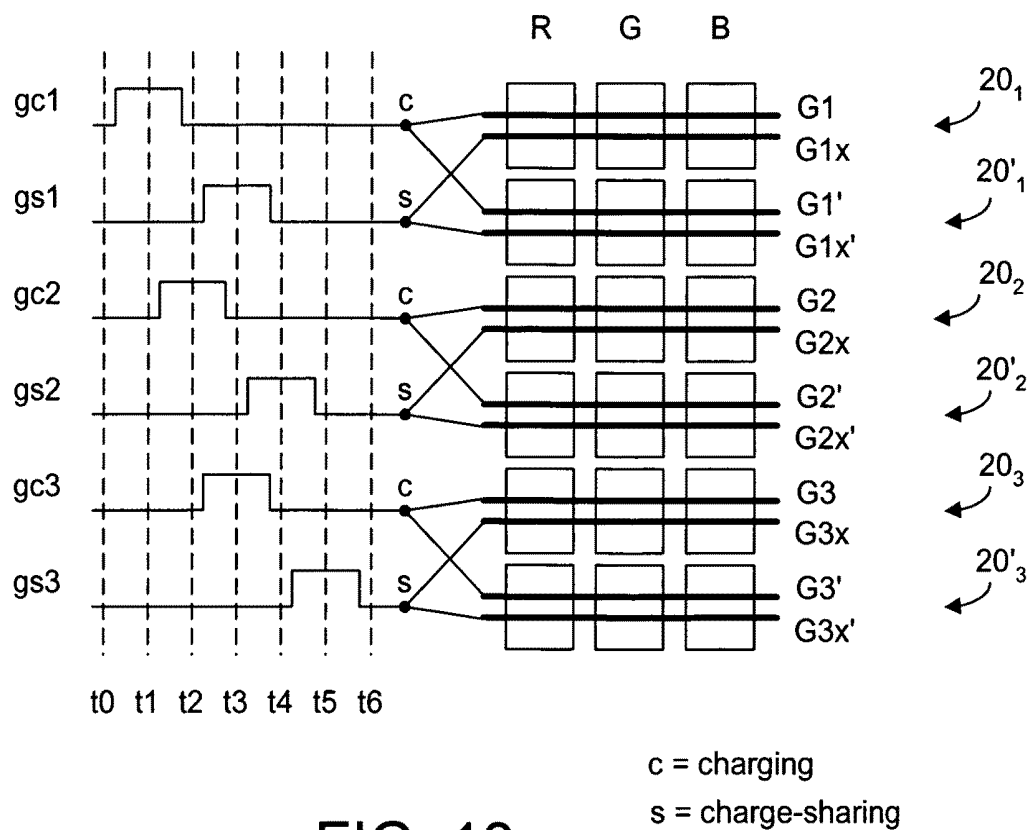 R G B
gc1 c G1 20₁
G1x
gs1 s G1' 20'₁
G1x'
gc2 c G2 20₂
G2x
gs2 s G2' 20'₂
G2x'
gc3 c G3 20₃
G3x
gs3 s G3' 20'₃
G3x'
t0 t1 t2 t3 t4 t5 t6
c = charging
s = charge-sharing